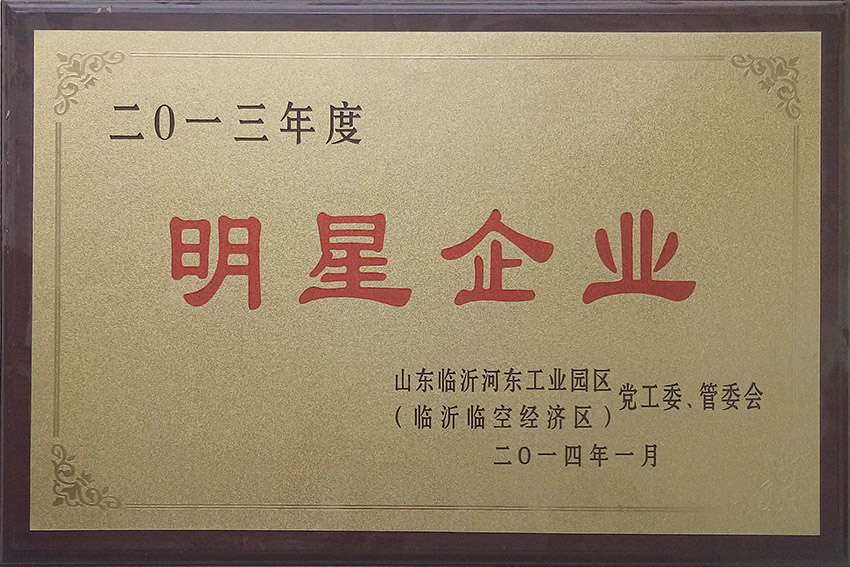 二〇一三年度
明星企业
山东临沂河东工业园区
(临沂临空经济区)
党工委、管委会
二〇一四年一月